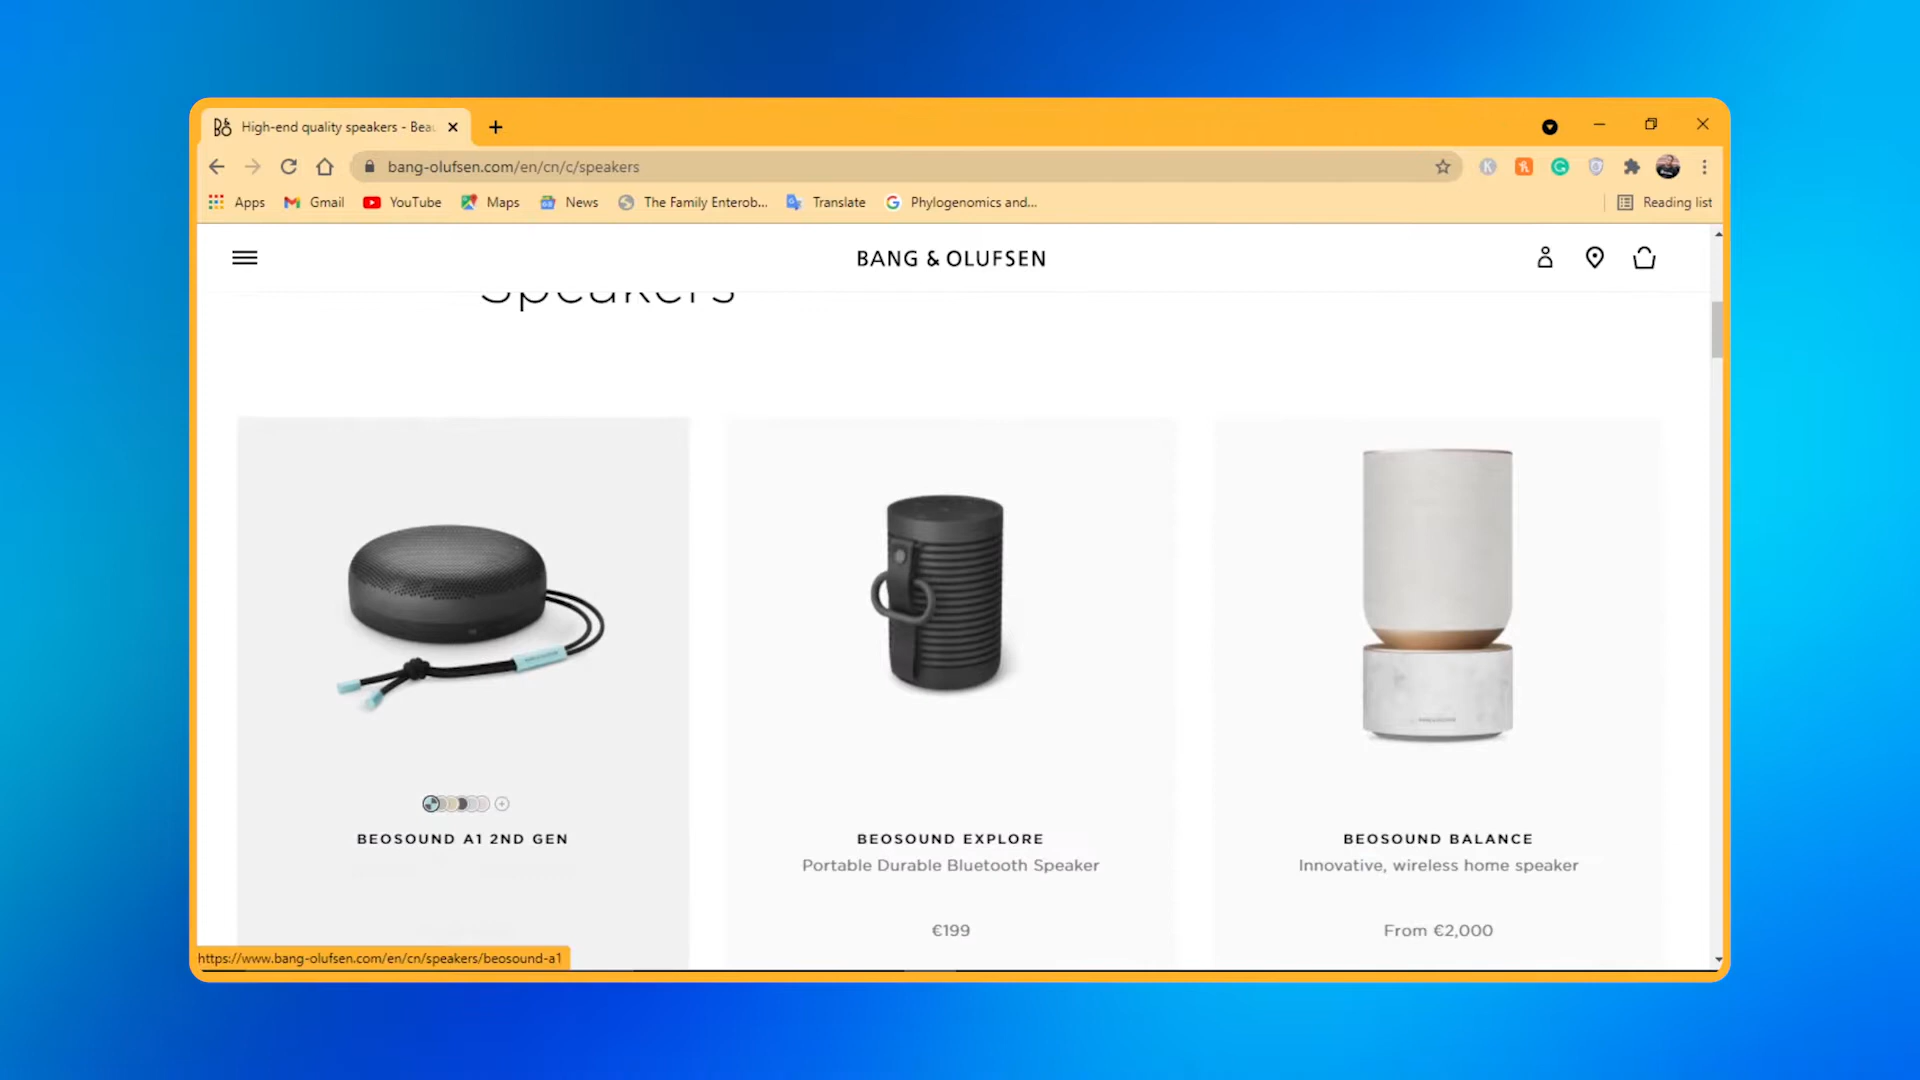 High-end quality speakers - Beau
bang-olufsen.com/en/cn/c/speakers
Apps Gmail YouTube Maps News The Family Enterob... Translate Phylogenomics and... Reading list
BANG & OLUFSEN
Speakers
BEOSOUND A1 2ND GEN
BEOSOUND EXPLORE
Portable Durable Bluetooth Speaker
€199
BEOSOUND BALANCE
Innovative, wireless home speaker
From €2,000
https://www.bang-olufsen.com/en/cn/speakers/beosound-a1